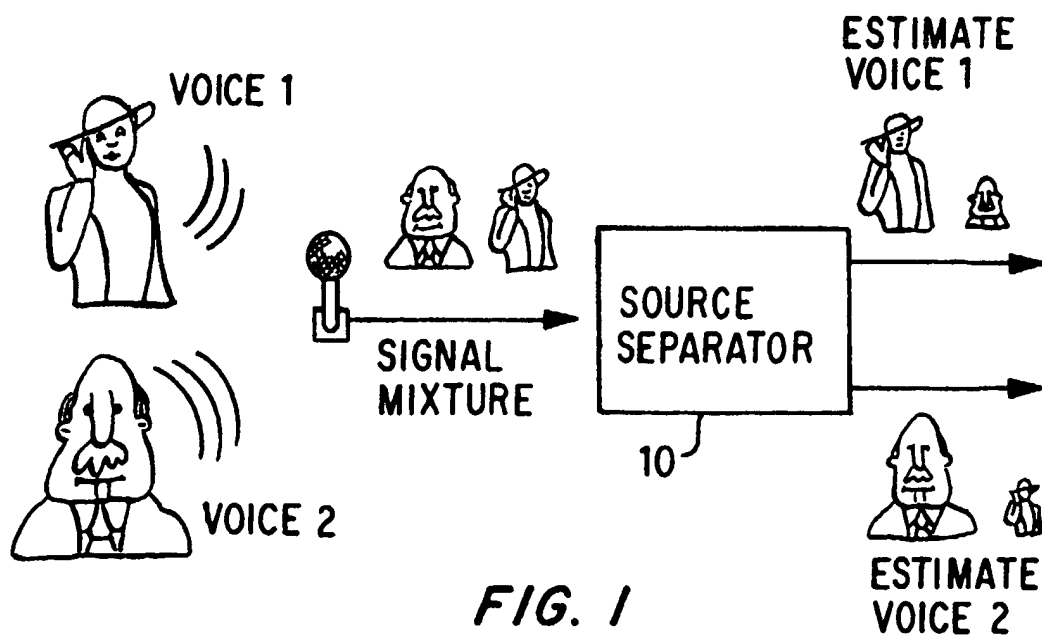 VOICE 1
VOICE 2
SIGNAL
MIXTURE
SOURCE
SEPARATOR
10
ESTIMATE
VOICE 1
ESTIMATE
VOICE 2
FIG. 1